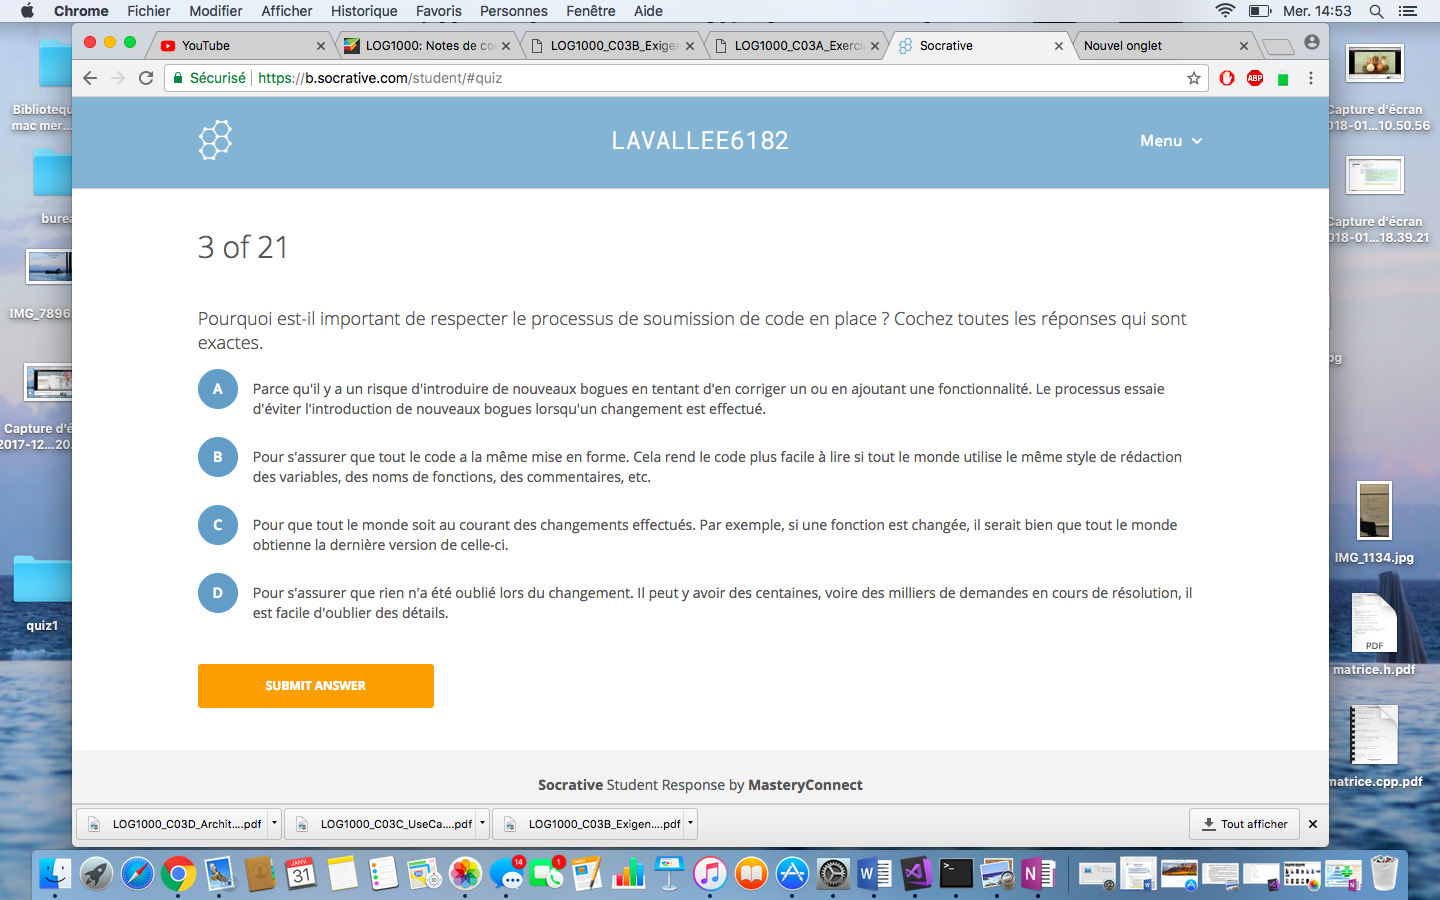 Chrome Fichier Modifier Afficher Historique Favoris Personnes Fenêtre Aide Mer. 14:53
YouTube LOG1000: Notes de co LOG1000_C03B_Exiger LOG1000_C03A_Exerci Socrative Nouvel onglet
Sécurisé https://b.socrative.com/student/#quiz ABP
LAVALLEE6182
Menu
3 of 21
Pourquoi est-il important de respecter le processus de soumission de code en place ? Cochez toutes les réponses qui sont
exactes.
A Parce qu'il y a un risque d'introduire de nouveaux bogues en tentant d'en corriger un ou en ajoutant une fonctionnalité. Le processus essaie
d'éviter l'introduction de nouveaux bogues lorsqu'un changement est effectué.
B Pour s'assurer que tout le code a la même mise en forme. Cela rend le code plus facile à lire si tout le monde utilise le même style de rédaction
des variables, des noms de fonctions, des commentaires, etc.
C Pour que tout le monde soit au courant des changements effectués. Par exemple, si une fonction est changée, il serait bien que tout le monde
obtienne la dernière version de celle-ci.
D Pour s'assurer que rien n'a été oublié lors du changement. Il peut y avoir des centaines, voire des milliers de demandes en cours de résolution, il
est facile d'oublier des détails.
SUBMIT ANSWER
Socrative Student Response by MasteryConnect
LOG1000_C03D_Archit....pdf LOG1000_C03C_UseCa....pdf LOG1000_C03B_Exigen....pdf Tout afficher
Bibliotequ
mac mer...
burea
IMG_7896
Capture d'é
2017-12...20.
quiz1
Capture d'écran
018-01...10.50.56
Capture d'écran
018-01...18.39.21
pg
IMG_1134.jpg
PDF
matrice.h.pdf
matrice.cpp.pdf
JANV.
31
14
1
W
N